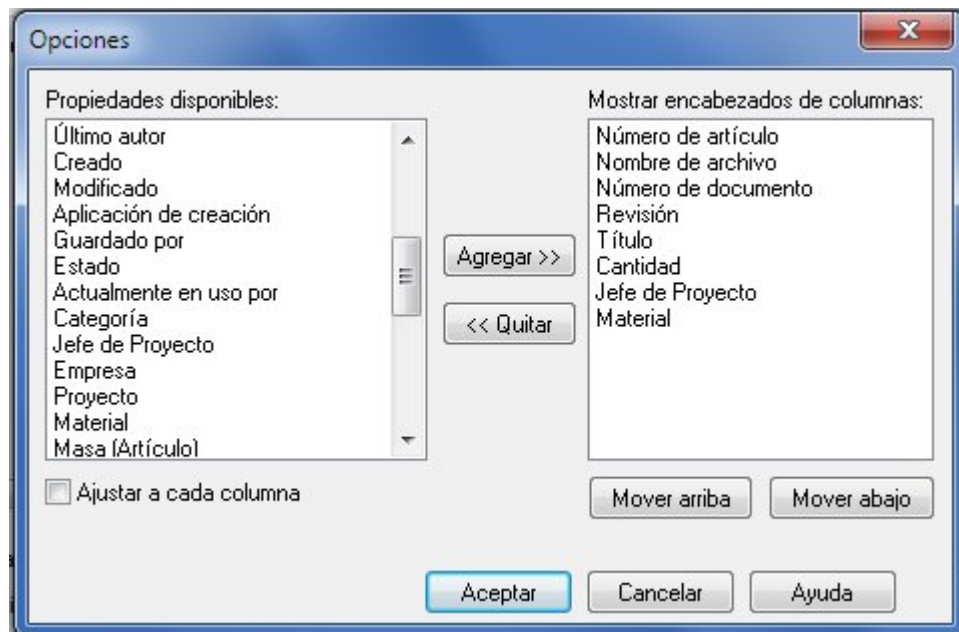 Opciones
Propiedades disponibles:
Último autor
Creado
Modificado
Aplicación de creación
Guardado por
Estado
Actualmente en uso por
Categoría
Jefe de Proyecto
Empresa
Proyecto
Material
Masa (Artículo)
Ajustar a cada columna
Agregar >>
<< Quitar
Mostrar encabezados de columnas:
Número de artículo
Nombre de archivo
Número de documento
Revisión
Título
Cantidad
Jefe de Proyecto
Material
Mover arriba
Mover abajo
Aceptar
Cancelar
Ayuda